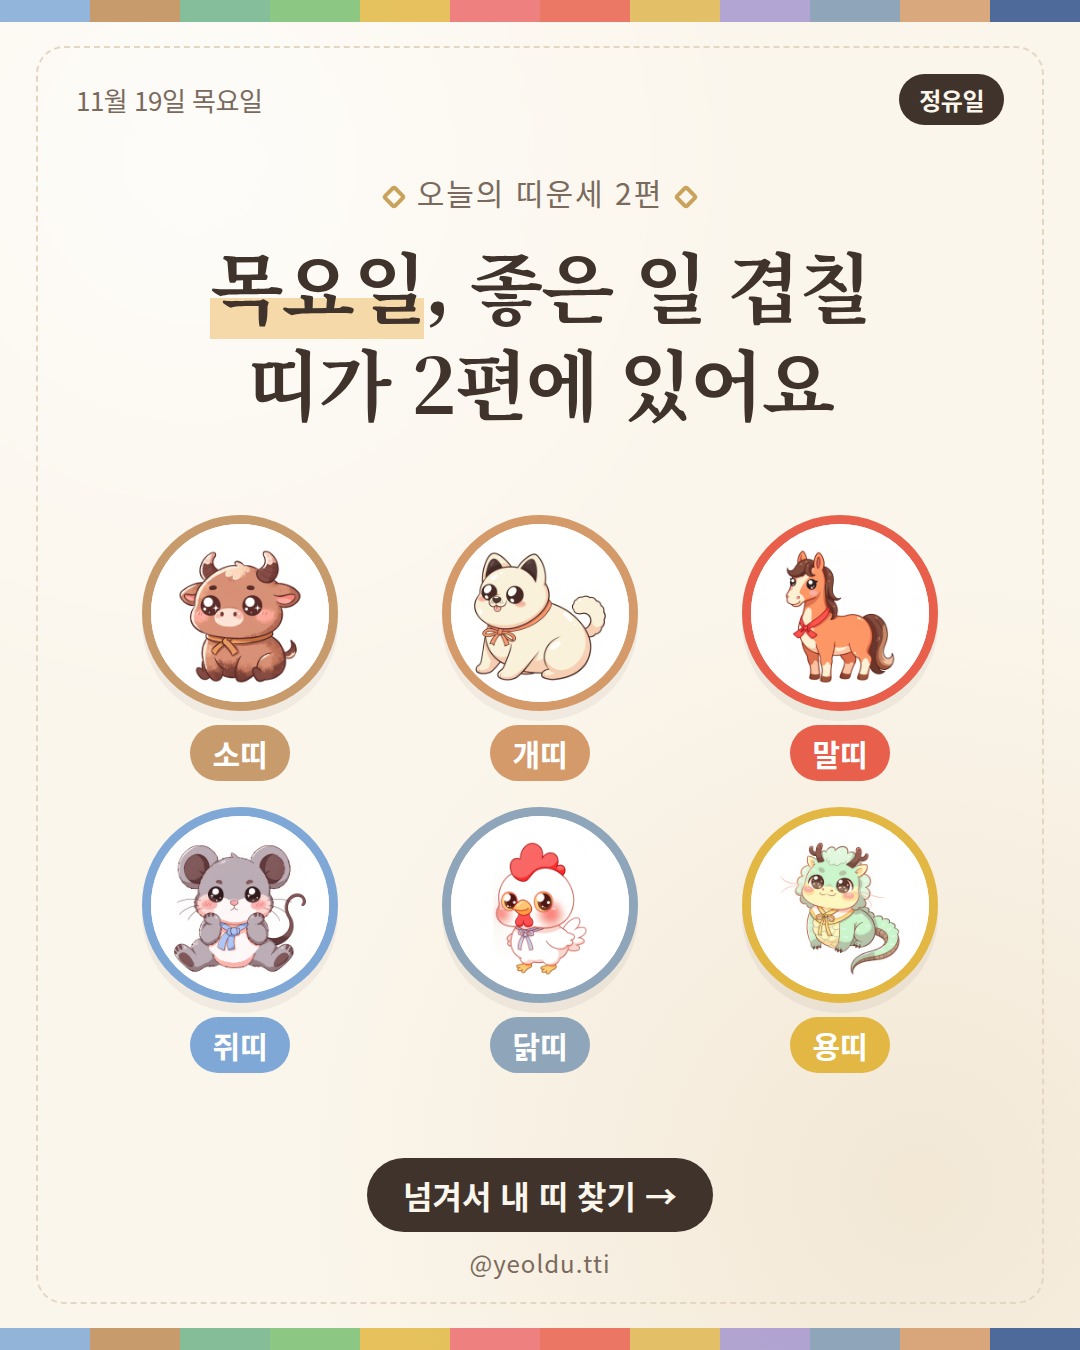 11월 19일 목요일
정유일
오늘의 띠운세 2편
목요일, 좋은 일 겹칠
띠가 2편에 있어요
소띠
개띠
말띠
쥐띠
닭띠
용띠
넘겨서 내 띠 찾기 →
@yeoldu.tti